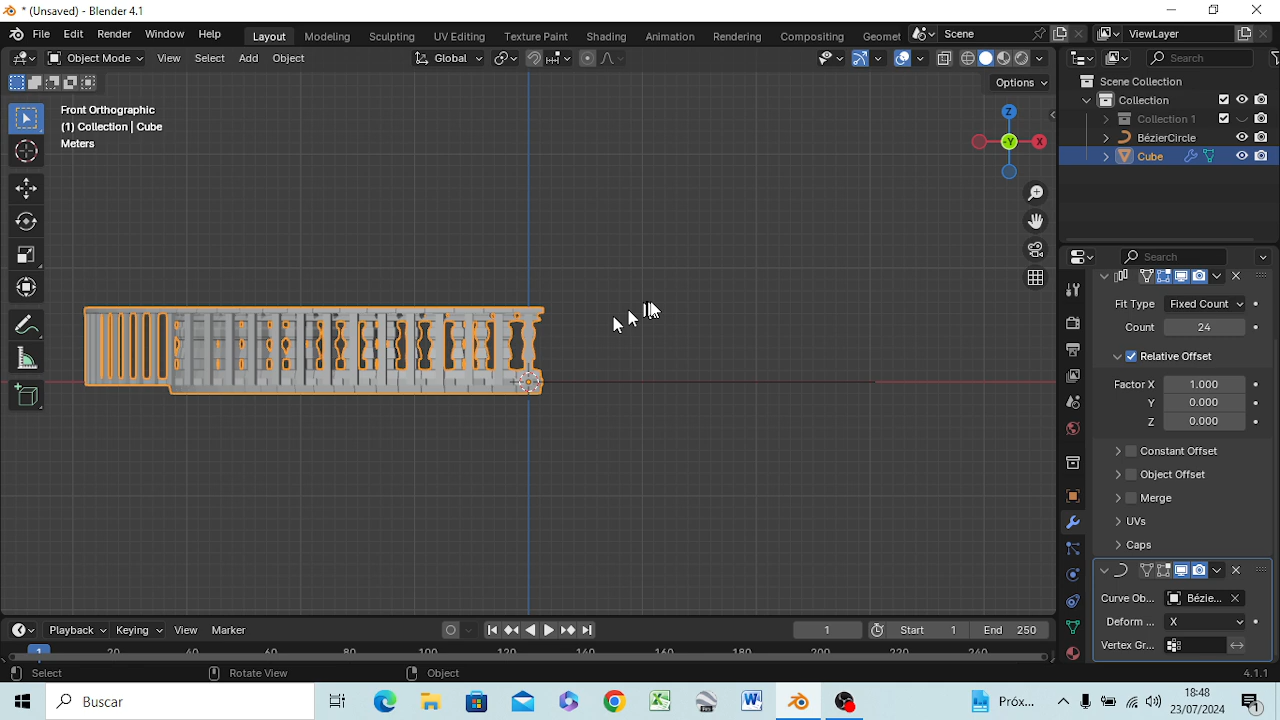 * (Unsaved) - Blender 4.1
File Edit Render Window Help Layout Modeling Sculpting UV Editing Texture Paint Shading Animation Rendering Compositing Geomet Scene ViewLayer
Object Mode View Select Add Object Global
Search
Options
Front Orthographic
(1) Collection | Cube
Meters
Z
X
-Y
Scene Collection
Collection
Collection 1
BézierCircle
Cube
Search
Fit Type Fixed Count
Count 24
Relative Offset
Factor X 1.000
Y 0.000
Z 0.000
Constant Offset
Object Offset
Merge
UVs
Caps
Curve Ob... Bézie...
Deform ... X
Vertex Gr...
Playback Keying View Marker 1 Start 1 End 250
1 20 40 60 80 100 120 140 160 180 200 220 240
Select Rotate View Object 4.1.1
Buscar
Próx...
8:48
23/07/2024
1